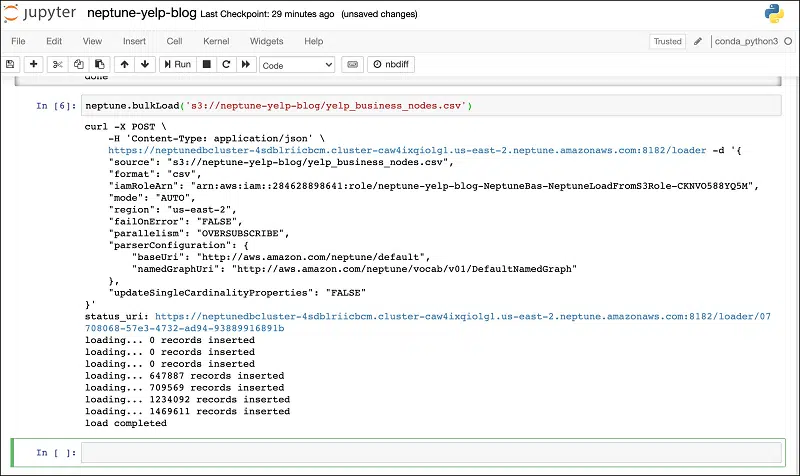 jupyter neptune-yelp-blog Last Checkpoint: 29 minutes ago (unsaved changes)
File Edit View Insert Cell Kernel Widgets Help Trusted conda_python3
Run Code nbdiff
done
In [6]: neptune.bulkLoad('s3://neptune-yelp-blog/yelp_business_nodes.csv')
curl -X POST \
-H 'Content-Type: application/json' \
https://neptunedbcluster-4sdblriicbcm.cluster-caw4ixqiolg1.us-east-2.neptune.amazonaws.com:8182/loader -d '{
"source": "s3://neptune-yelp-blog/yelp_business_nodes.csv",
"format": "csv",
"iamRoleArn": "arn:aws:iam::284628898641:role/neptune-yelp-blog-NeptuneBas-NeptuneLoadFromS3Role-CKNVO588YQ5M",
"mode": "AUTO",
"region": "us-east-2",
"failOnError": "FALSE",
"parallelism": "OVERSUBSCRIBE",
"parserConfiguration": {
"baseUri": "http://aws.amazon.com/neptune/default",
"namedGraphUri": "http://aws.amazon.com/neptune/vocab/v01/DefaultNamedGraph"
},
"updateSingleCardinalityProperties": "FALSE"
}'
status_uri: https://neptunedbcluster-4sdblriicbcm.cluster-caw4ixqiolg1.us-east-2.neptune.amazonaws.com:8182/loader/07
708068-57e3-4732-ad94-93889916891b
loading... 0 records inserted
loading... 0 records inserted
loading... 0 records inserted
loading... 647887 records inserted
loading... 709569 records inserted
loading... 1234092 records inserted
loading... 1469611 records inserted
load completed
In [ ]: